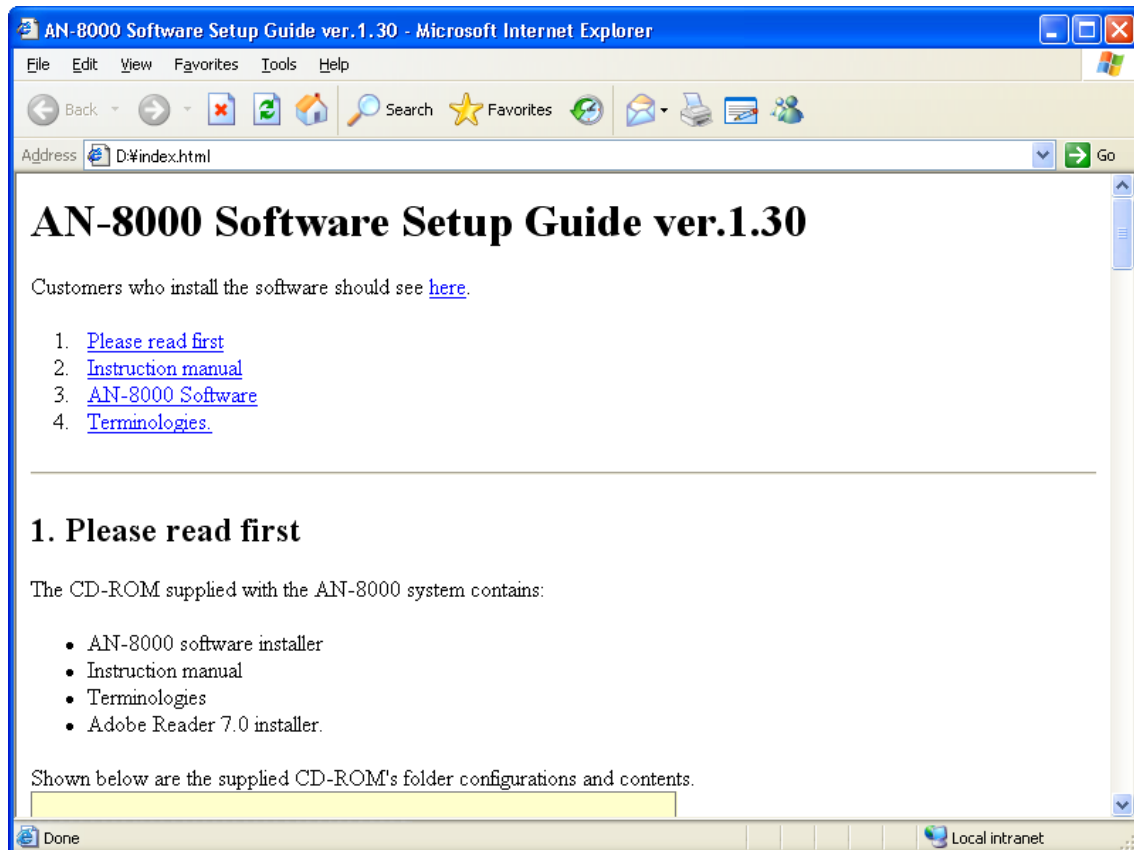 AN-8000 Software Setup Guide ver.1.30 - Microsoft Internet Explorer
File Edit View Favorites Tools Help
Back Search Favorites
Address D:¥index.html Go
AN-8000 Software Setup Guide ver.1.30
Customers who install the software should see here.
1. Please read first
2. Instruction manual
3. AN-8000 Software
4. Terminologies.
1. Please read first
The CD-ROM supplied with the AN-8000 system contains:
• AN-8000 software installer
• Instruction manual
• Terminologies
• Adobe Reader 7.0 installer.
Shown below are the supplied CD-ROM's folder configurations and contents.
Done Local intranet